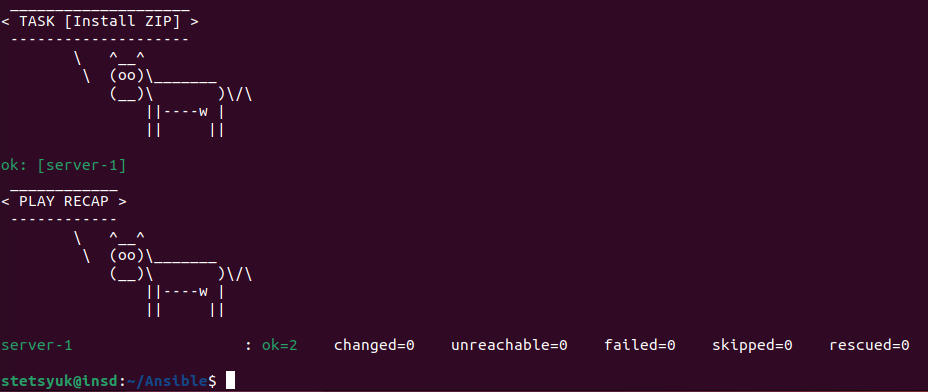 ____________________
< TASK [Install ZIP] >
 --------------------
        \   ^__^
         \  (oo)\_______
            (__)\       )\/\
                ||----w |
                ||     ||
ok: [server-1]
 ____________
< PLAY RECAP >
 ------------
        \   ^__^
         \  (oo)\_______
            (__)\       )\/\
                ||----w |
                ||     ||
server-1                   : ok=2    changed=0    unreachable=0    failed=0    skipped=0    rescued=0
stetsyuk@insd:~/Ansible$